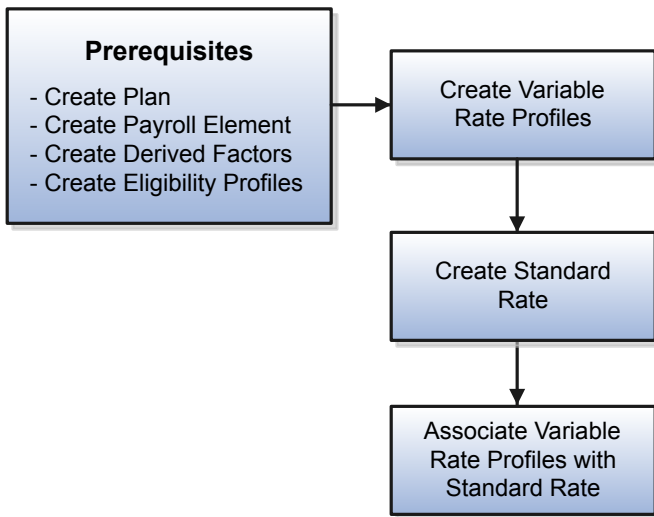 Prerequisites
- Create Plan
- Create Payroll Element
- Create Derived Factors
- Create Eligibility Profiles
Create Variable
Rate Profiles
Create Standard
Rate
Associate Variable
Rate Profiles with
Standard Rate